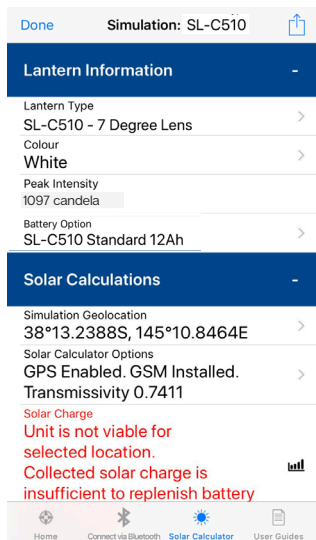 Done Simulation: SL-C510
Lantern Information -
Lantern Type
SL-C510 - 7 Degree Lens
Colour
White
Peak Intensity
1097 candela
Battery Option
SL-C510 Standard 12Ah
Solar Calculations -
Simulation Geolocation
38°13.2388S, 145°10.8464E
Solar Calculator Options
GPS Enabled. GSM Installed.
Transmissivity 0.7411
Solar Charge
Unit is not viable for
selected location.
Collected solar charge is
insufficient to replenish battery
Home Connect via Bluetooth Solar Calculator User Guides